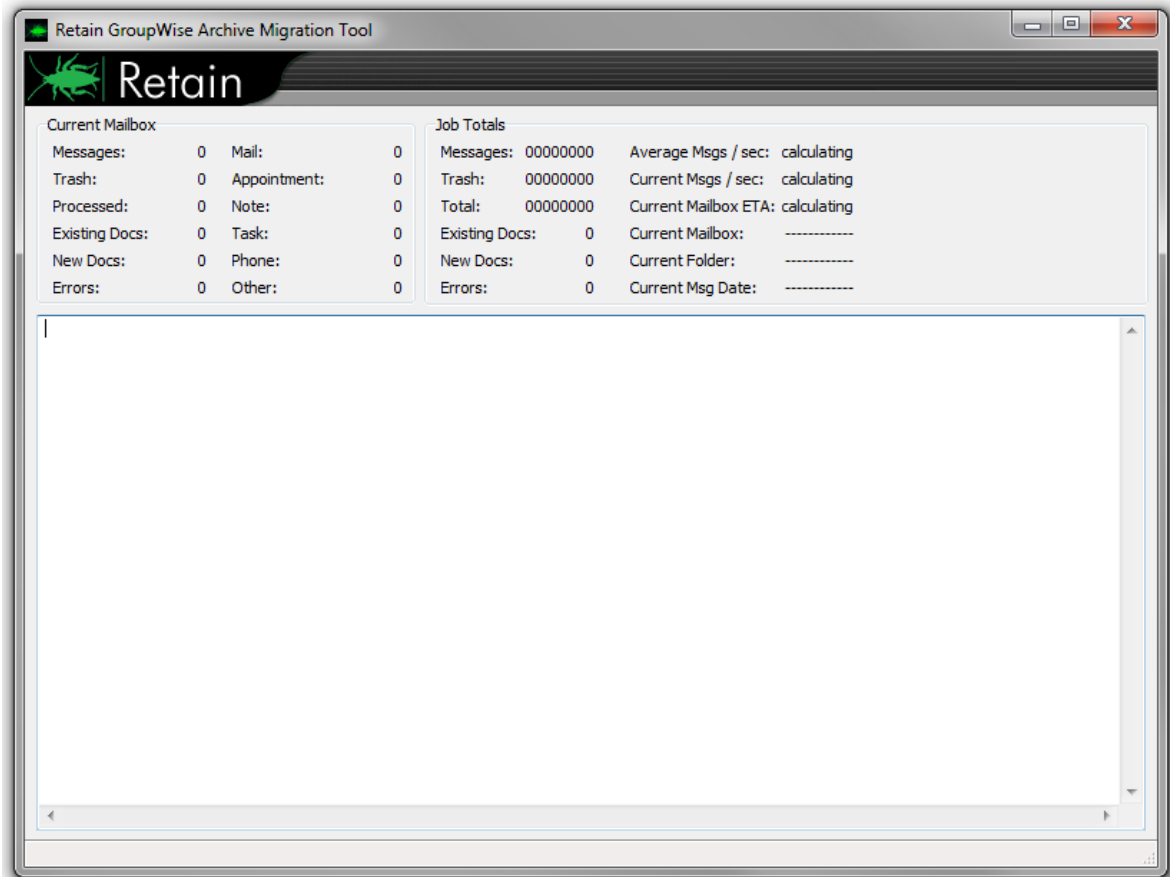 Retain GroupWise Archive Migration Tool
Retain
Current Mailbox
Messages: 0 Mail: 0
Trash: 0 Appointment: 0
Processed: 0 Note: 0
Existing Docs: 0 Task: 0
New Docs: 0 Phone: 0
Errors: 0 Other: 0
Job Totals
Messages: 00000000 Average Msgs / sec: calculating
Trash: 00000000 Current Msgs / sec: calculating
Total: 00000000 Current Mailbox ETA: calculating
Existing Docs: 0 Current Mailbox: ------------
New Docs: 0 Current Folder: ------------
Errors: 0 Current Msg Date: ------------